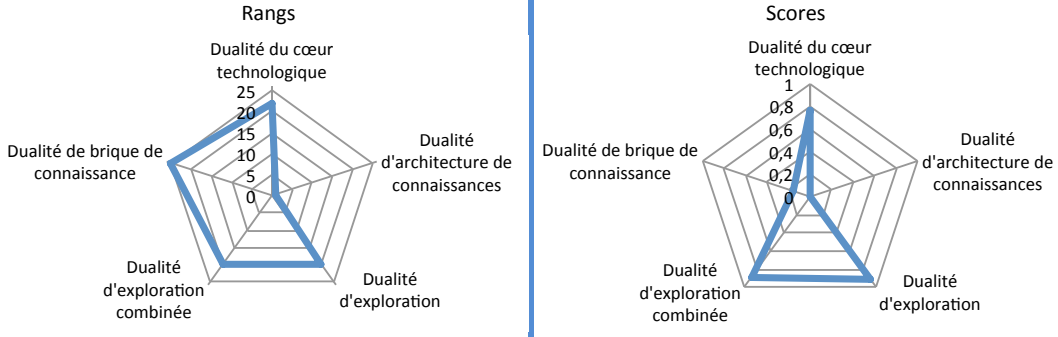 Rangs
Dualité du cœur
technologique
25
20
15
10
5
0
Dualité
d'architecture de
connaissances
Dualité
d'exploration
Dualité
d'exploration
combinée
Dualité de brique de
connaissance
Scores
Dualité du cœur
technologique
1
0,8
0,6
0,4
0,2
0
Dualité
d'architecture de
connaissances
Dualité
d'exploration
Dualité
d'exploration
combinée
Dualité de brique de
connaissance